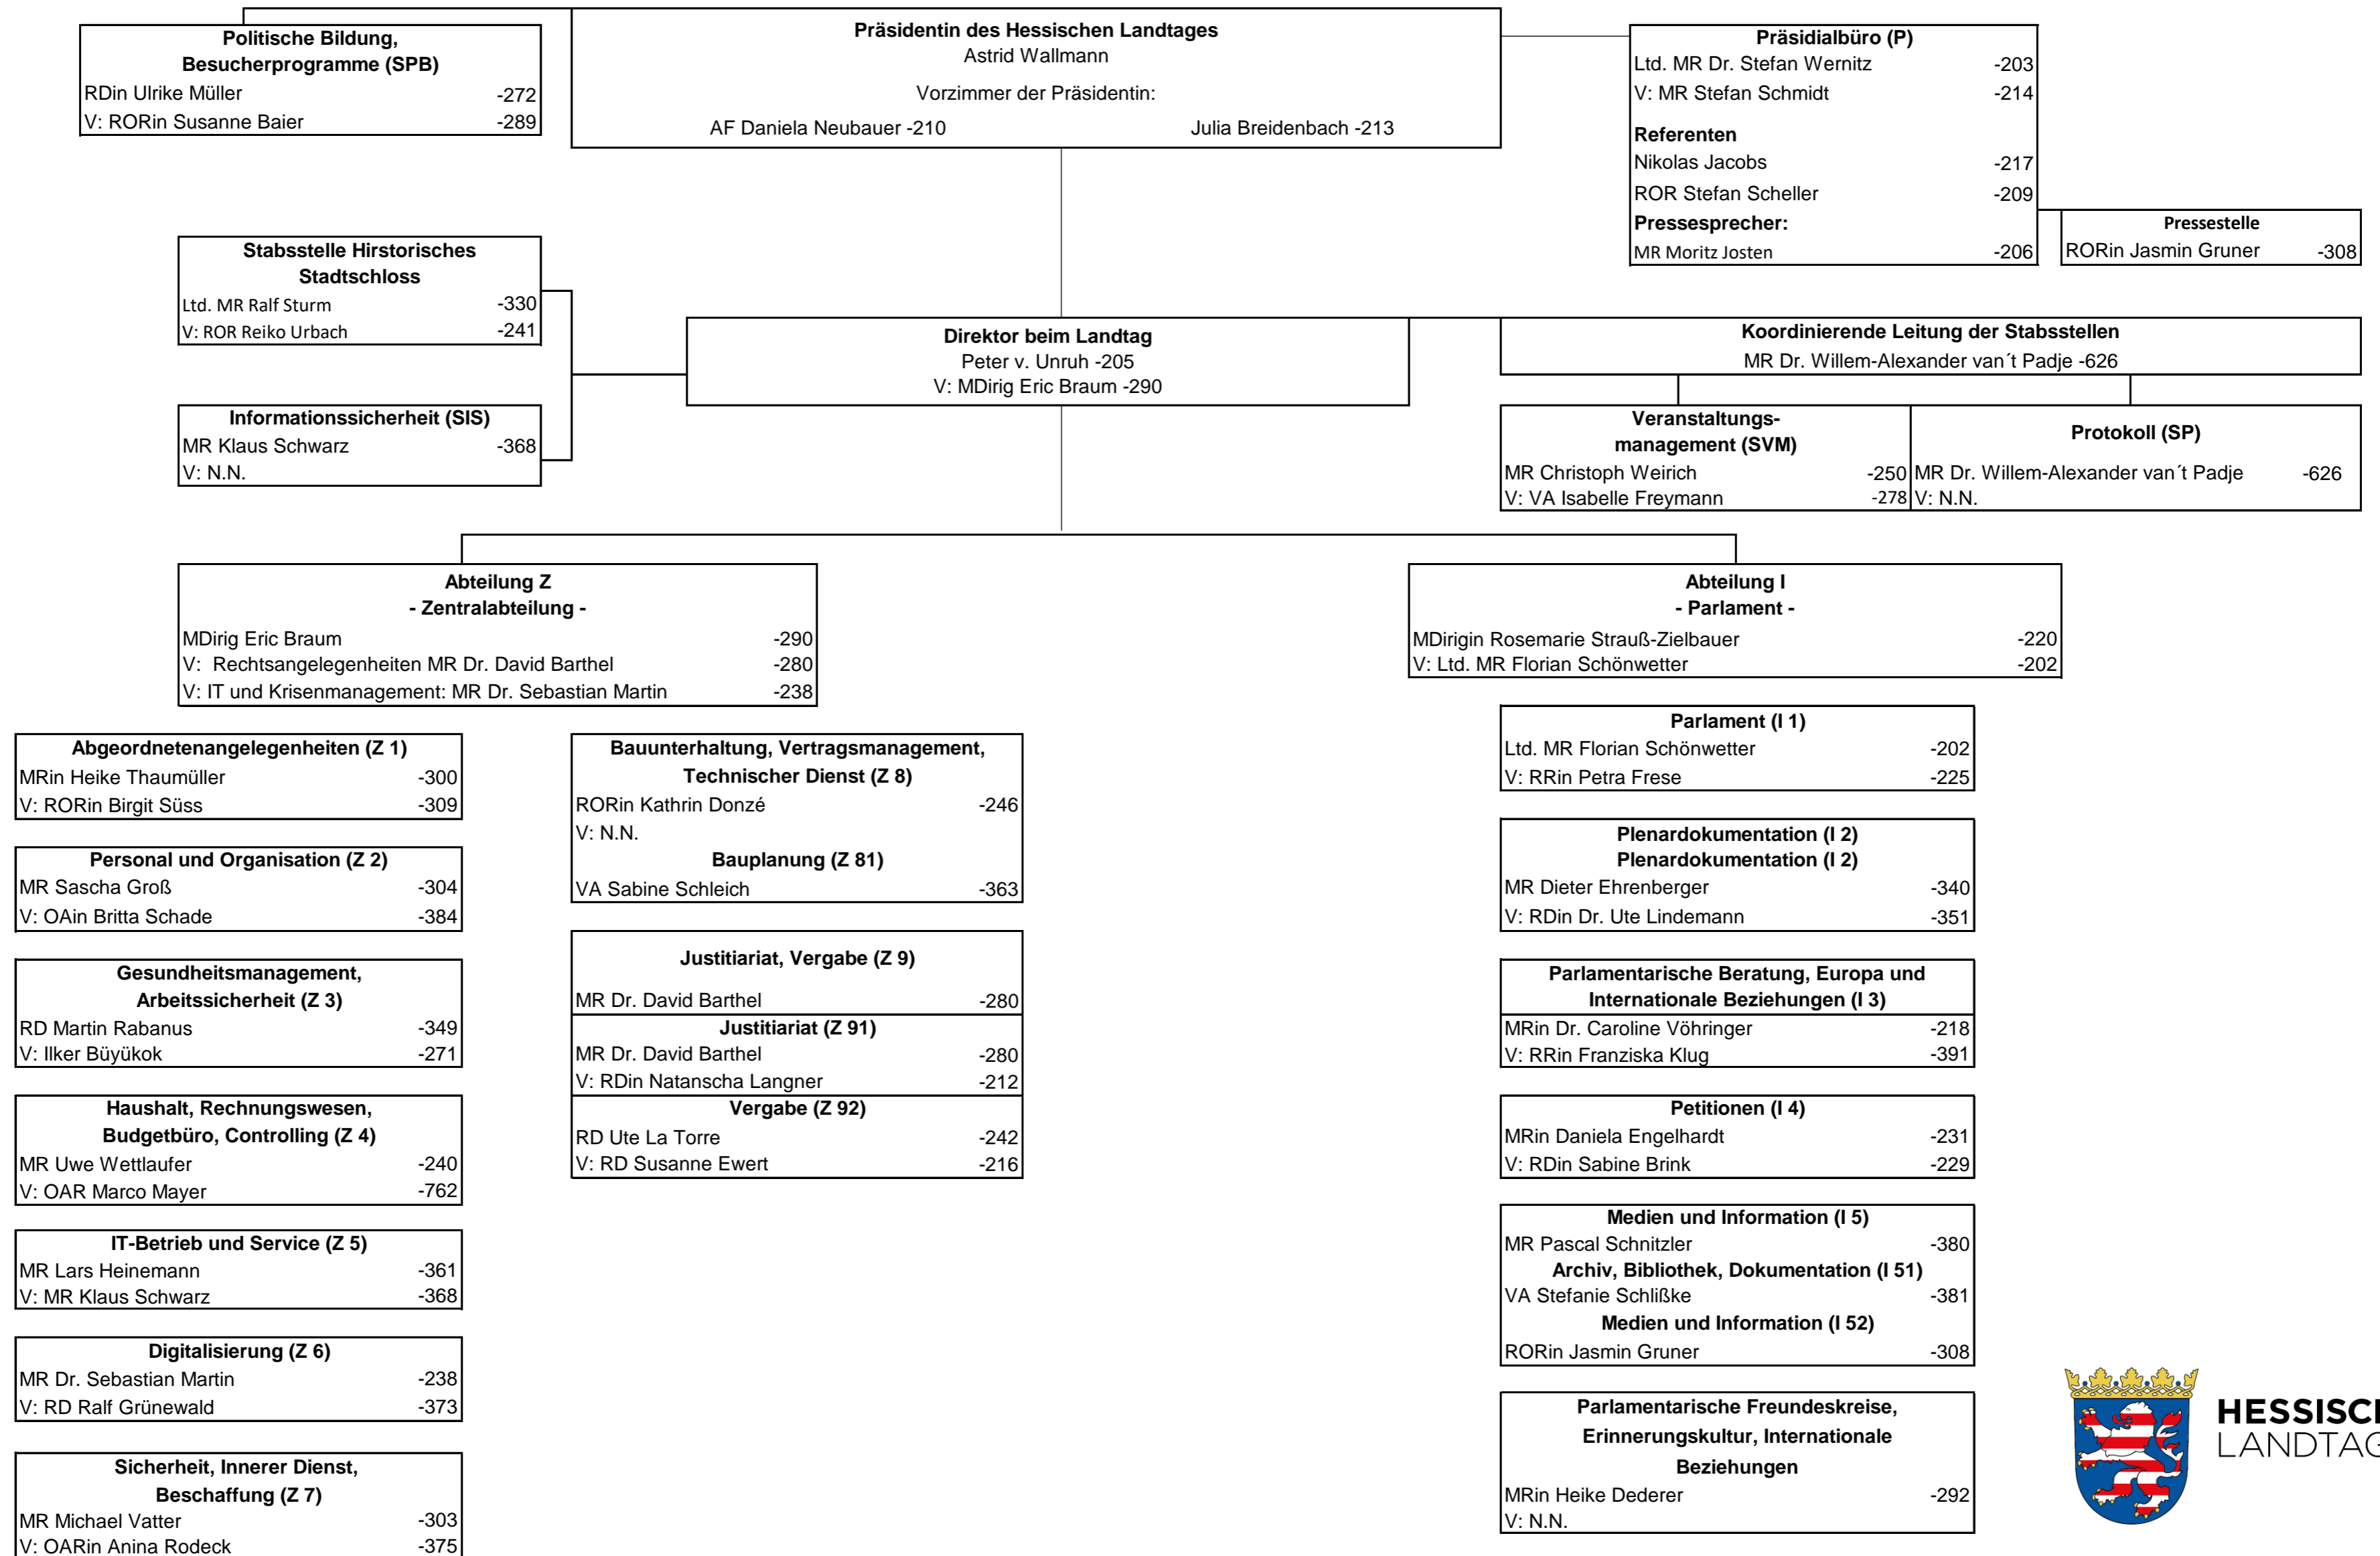 Politische Bildung,
Besucherprogramme (SPB)
RDin Ulrike Müller -272
V: RORin Susanne Baier -289
Präsidentin des Hessischen Landtages
Astrid Wallmann
Vorzimmer der Präsidentin:
AF Daniela Neubauer -210 Julia Breidenbach -213
Präsidialbüro (P)
Ltd. MR Dr. Stefan Wernitz -203
V: MR Stefan Schmidt -214
Referenten
Nikolas Jacobs -217
ROR Stefan Scheller -209
Pressesprecher:
MR Moritz Josten -206
Pressestelle
RORin Jasmin Gruner -308
Stabsstelle Hirstorisches
Stadtschloss
Ltd. MR Ralf Sturm -330
V: ROR Reiko Urbach -241
Direktor beim Landtag
Peter v. Unruh -205
V: MDirig Eric Braum -290
Koordinierende Leitung der Stabsstellen
MR Dr. Willem-Alexander van´t Padje -626
Informationssicherheit (SIS)
MR Klaus Schwarz -368
V: N.N.
Veranstaltungs-
management (SVM)
MR Christoph Weirich -250
V: VA Isabelle Freymann -278
Protokoll (SP)
MR Dr. Willem-Alexander van´t Padje -626
V: N.N.
Abteilung Z
- Zentralabteilung -
MDirig Eric Braum -290
V: Rechtsangelegenheiten MR Dr. David Barthel -280
V: IT und Krisenmanagement: MR Dr. Sebastian Martin -238
Abteilung I
- Parlament -
MDirigin Rosemarie Strauß-Zielbauer -220
V: Ltd. MR Florian Schönwetter -202
Abgeordnetenangelegenheiten (Z 1)
MRin Heike Thaumüller -300
V: RORin Birgit Süss -309
Personal und Organisation (Z 2)
MR Sascha Groß -304
V: OAin Britta Schade -384
Gesundheitsmanagement,
Arbeitssicherheit (Z 3)
RD Martin Rabanus -349
V: Ilker Büyükok -271
Haushalt, Rechnungswesen,
Budgetbüro, Controlling (Z 4)
MR Uwe Wettlaufer -240
V: OAR Marco Mayer -762
IT-Betrieb und Service (Z 5)
MR Lars Heinemann -361
V: MR Klaus Schwarz -368
Digitalisierung (Z 6)
MR Dr. Sebastian Martin -238
V: RD Ralf Grünewald -373
Sicherheit, Innerer Dienst,
Beschaffung (Z 7)
MR Michael Vatter -303
V: OARin Anina Rodeck -375
Bauunterhaltung, Vertragsmanagement,
Technischer Dienst (Z 8)
RORin Kathrin Donzé -246
V: N.N.
Bauplanung (Z 81)
VA Sabine Schleich -363
Justitiariat, Vergabe (Z 9)
MR Dr. David Barthel -280
Justitiariat (Z 91)
MR Dr. David Barthel -280
V: RDin Natanscha Langner -212
Vergabe (Z 92)
RD Ute La Torre -242
V: RD Susanne Ewert -216
Parlament (I 1)
Ltd. MR Florian Schönwetter -202
V: RRin Petra Frese -225
Plenardokumentation (I 2)
Plenardokumentation (I 2)
MR Dieter Ehrenberger -340
V: RDin Dr. Ute Lindemann -351
Parlamentarische Beratung, Europa und
Internationale Beziehungen (I 3)
MRin Dr. Caroline Vöhringer -218
V: RRin Franziska Klug -391
Petitionen (I 4)
MRin Daniela Engelhardt -231
V: RDin Sabine Brink -229
Medien und Information (I 5)
MR Pascal Schnitzler -380
Archiv, Bibliothek, Dokumentation (I 51)
VA Stefanie Schlißke -381
Medien und Information (I 52)
RORin Jasmin Gruner -308
Parlamentarische Freundeskreise,
Erinnerungskultur, Internationale
Beziehungen
MRin Heike Dederer -292
V: N.N.
HESSISCH
LANDTAG